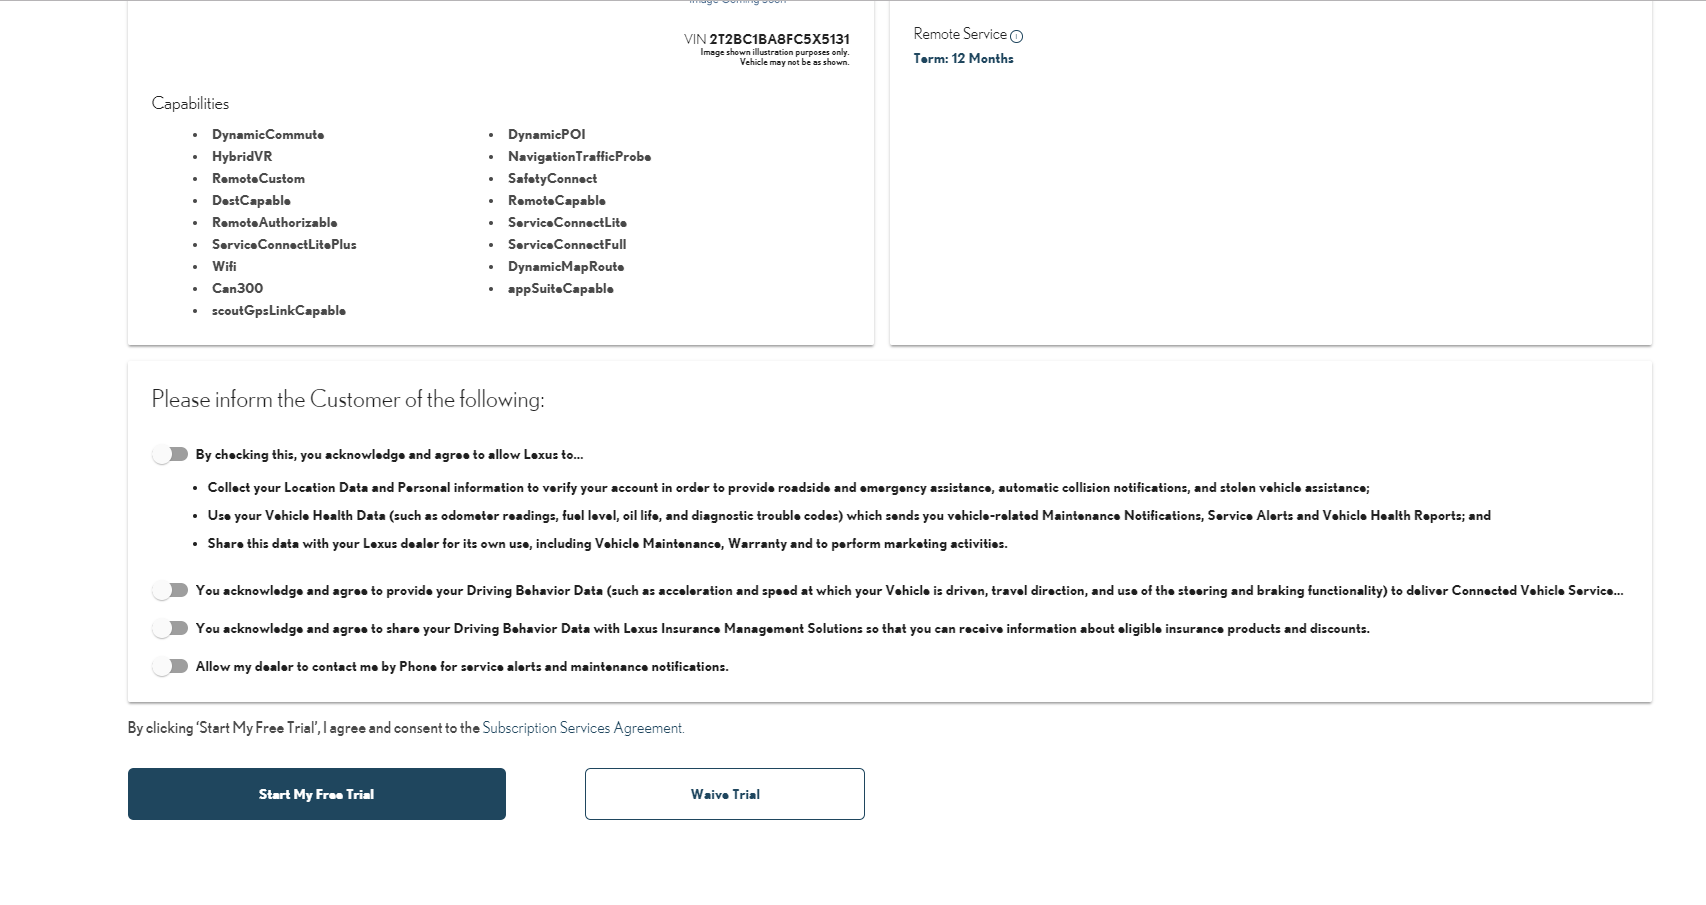 Image Coming Soon
VIN 2T2BC1BA8FC5X5131
Image shown illustration purposes only.
Vehicle may not be as shown.
Capabilities
DynamicCommute
HybridVR
RemoteCustom
DestCapable
RemoteAuthorizable
ServiceConnectLitePlus
Wifi
Can300
scoutGpsLinkCapable
DynamicPOI
NavigationTrafficProbe
SafetyConnect
RemoteCapable
ServiceConnectLite
ServiceConnectFull
DynamicMapRoute
appSuiteCapable
Remote Service
Term: 12 Months
Please inform the Customer of the following:
By checking this, you acknowledge and agree to allow Lexus to...
Collect your Location Data and Personal information to verify your account in order to provide roadside and emergency assistance, automatic collision notifications, and stolen vehicle assistance;
Use your Vehicle Health Data (such as odometer readings, fuel level, oil life, and diagnostic trouble codes) which sends you vehicle-related Maintenance Notifications, Service Alerts and Vehicle Health Reports; and
Share this data with your Lexus dealer for its own use, including Vehicle Maintenance, Warranty and to perform marketing activities.
You acknowledge and agree to provide your Driving Behavior Data (such as acceleration and speed at which your Vehicle is driven, travel direction, and use of the steering and braking functionality) to deliver Connected Vehicle Service...
You acknowledge and agree to share your Driving Behavior Data with Lexus Insurance Management Solutions so that you can receive information about eligible insurance products and discounts.
Allow my dealer to contact me by Phone for service alerts and maintenance notifications.
By clicking ‘Start My Free Trial’, I agree and consent to the Subscription Services Agreement.
Start My Free Trial
Waive Trial